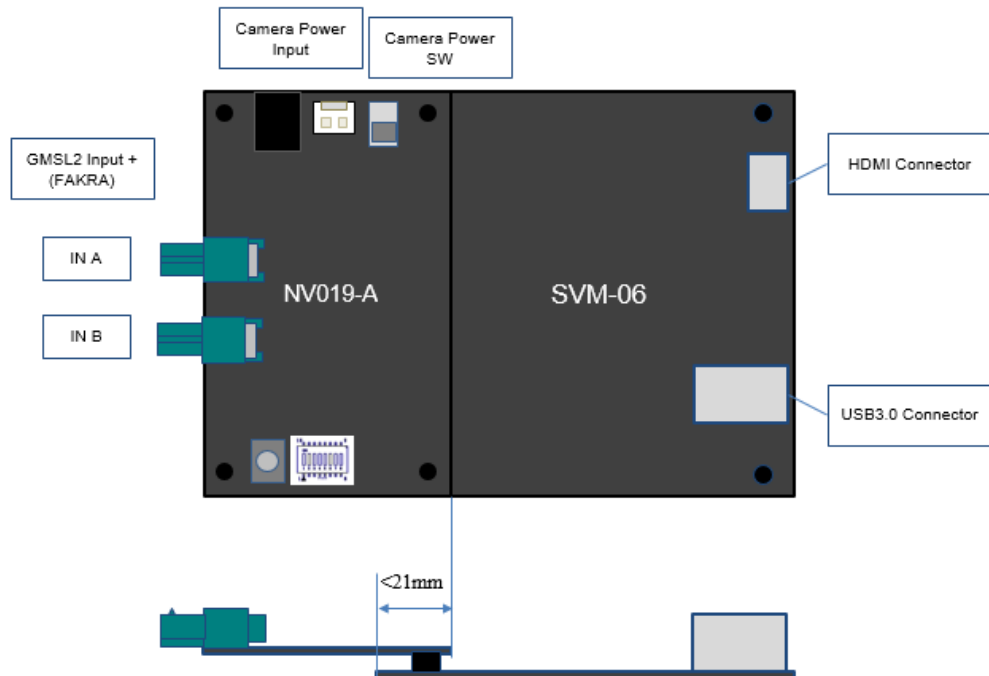 Camera Power
Input
Camera Power
SW
GMSL2 Input +
(FAKRA)
HDMI Connector
IN A
NV019-A
SVM-06
IN B
USB3.0 Connector
<21mm